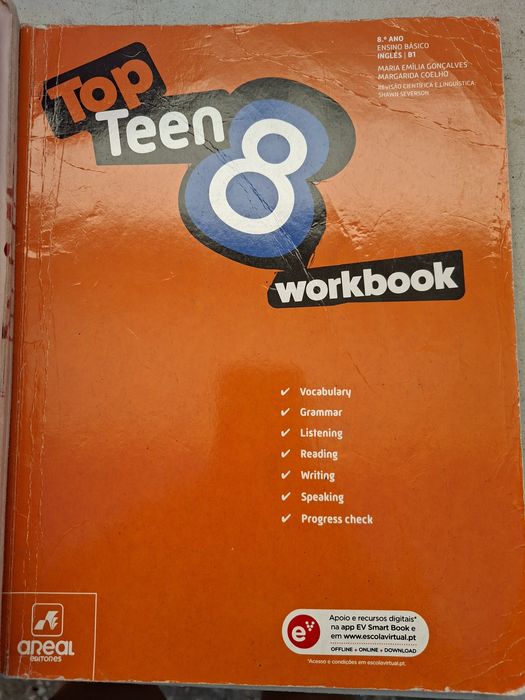 8.º ANO
ENSINO BÁSICO
INGLÊS | B1
MARIA EMÍLIA GONÇALVES
MARGARIDA COELHO
REVISÃO CIENTÍFICA E LINGUÍSTICA:
SHAWN SEVERSON
Top
Teen
8
workbook
✓ Vocabulary
✓ Grammar
✓ Listening
✓ Reading
✓ Writing
✓ Speaking
✓ Progress check
AREAL
EDITORES
ev
Apoio e recursos digitais*
na app EV Smart Book e
em www.escolavirtual.pt
OFFLINE + ONLINE + DOWNLOAD
*Acesso e condições em escolavirtual.pt.